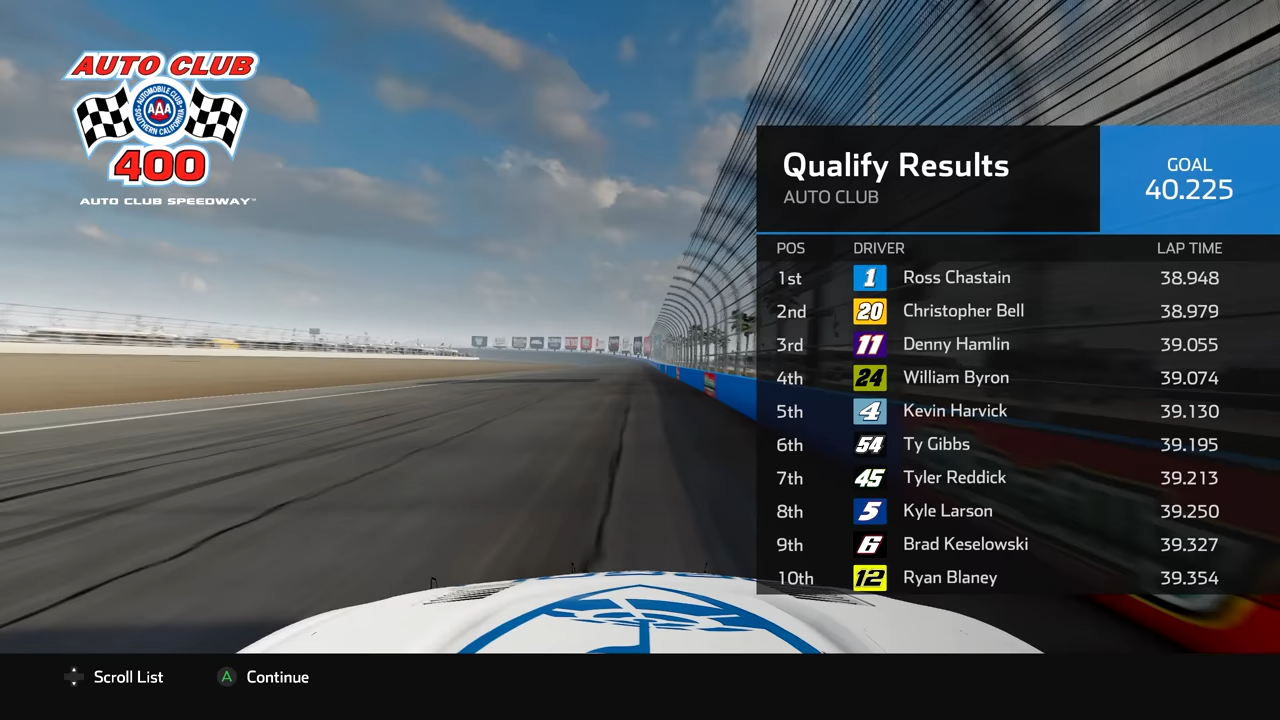 AUTO CLUB
AUTOMOBILE CLUB
AAA
SOUTHERN CALIFORNIA
400
AUTO CLUB SPEEDWAY
Qualify Results
AUTO CLUB
GOAL
40.225
POS DRIVER LAP TIME
1st 1 Ross Chastain 38.948
2nd 20 Christopher Bell 38.979
3rd 11 Denny Hamlin 39.055
4th 24 William Byron 39.074
5th 4 Kevin Harvick 39.130
6th 54 Ty Gibbs 39.195
7th 45 Tyler Reddick 39.213
8th 5 Kyle Larson 39.250
9th 6 Brad Keselowski 39.327
10th 12 Ryan Blaney 39.354
Scroll List
A Continue